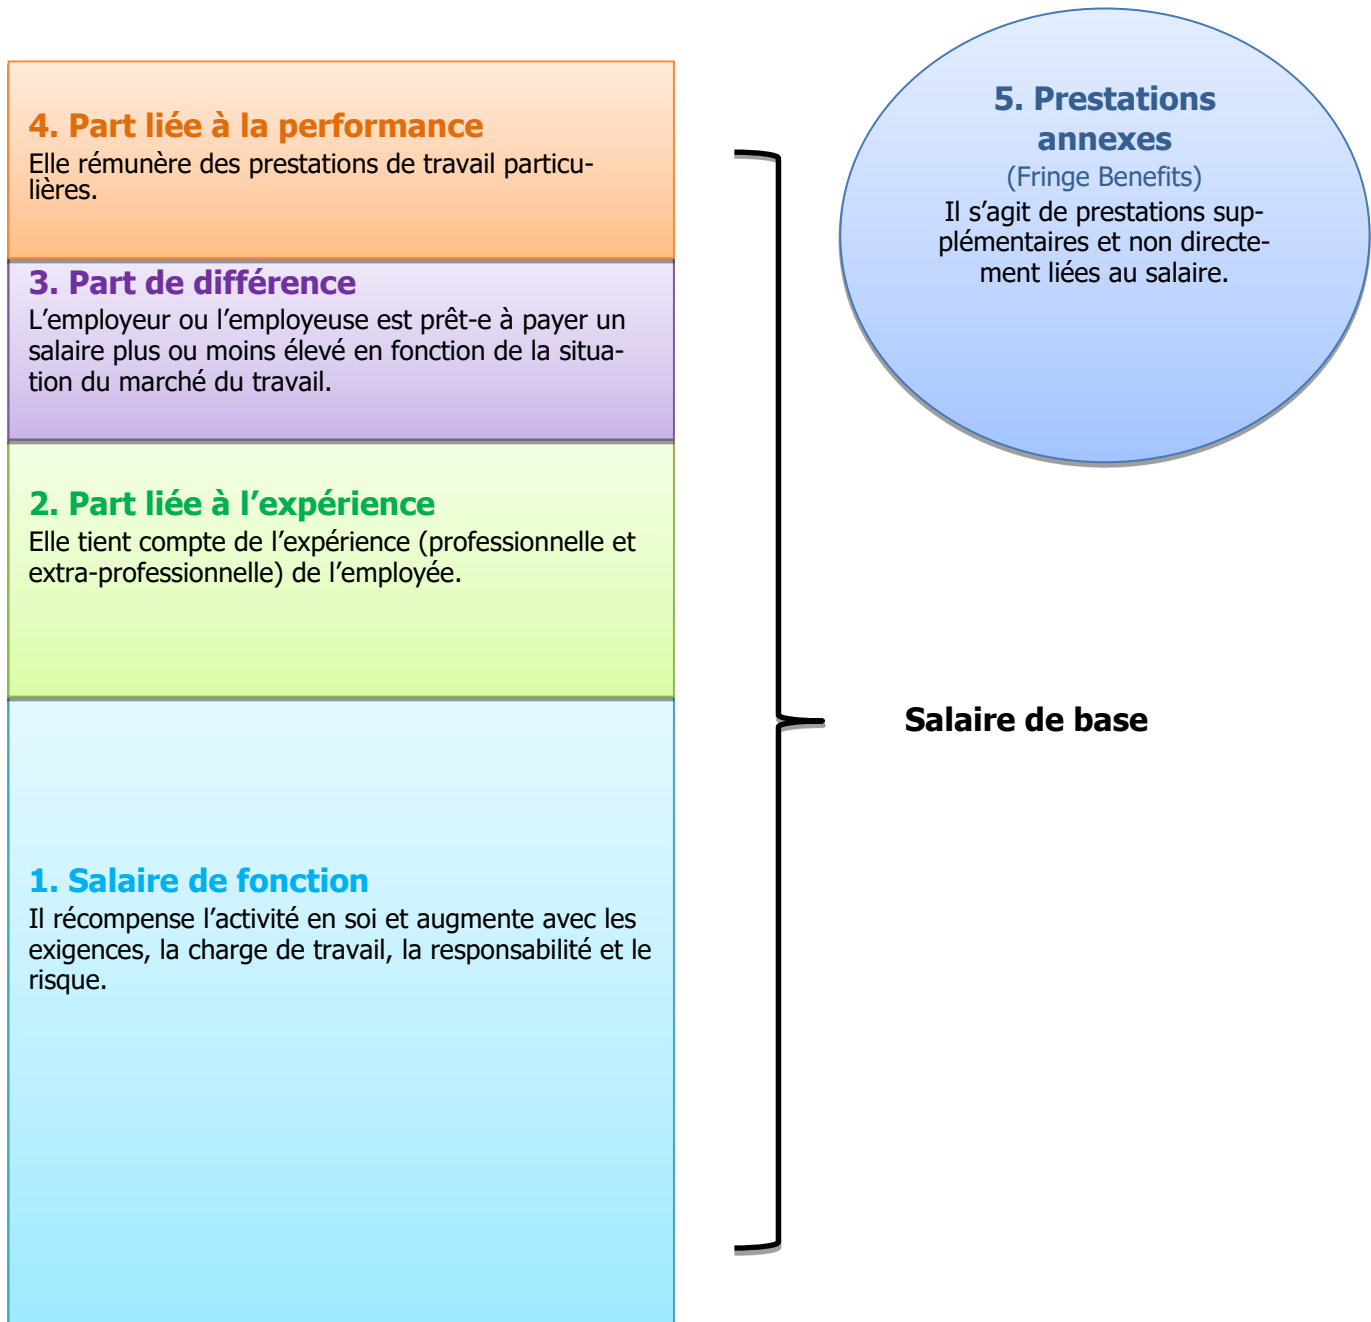 4. Part liée à la performance
Elle rémunère des prestations de travail particu-
lières.
3. Part de différence
L’employeur ou l’employeuse est prêt-e à payer un
salaire plus ou moins élevé en fonction de la situa-
tion du marché du travail.
2. Part liée à l’expérience
Elle tient compte de l’expérience (professionnelle et
extra-professionnelle) de l’employée.
1. Salaire de fonction
Il récompense l’activité en soi et augmente avec les
exigences, la charge de travail, la responsabilité et le
risque.
5. Prestations
annexes
(Fringe Benefits)
Il s’agit de prestations sup-
plémentaires et non directe-
ment liées au salaire.
Salaire de base